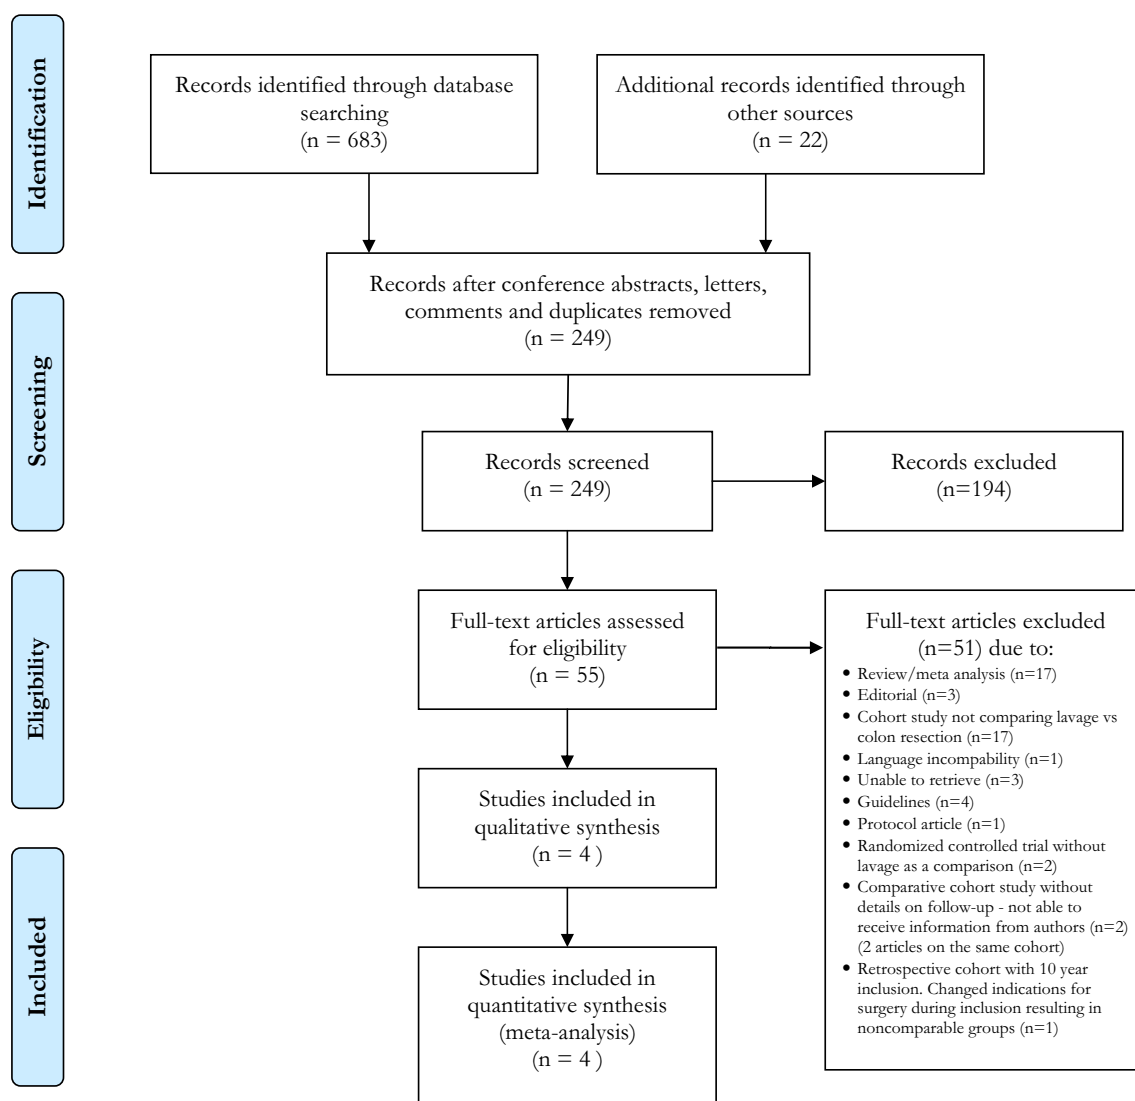 Identification
Records identified through database
searching
(n = 683)
Additional records identified through
other sources
(n = 22)
Records after conference abstracts, letters,
comments and duplicates removed
(n = 249)
Screening
Records screened
(n = 249)
Records excluded
(n=194)
Eligibility
Full-text articles assessed
for eligibility
(n = 55)
Full-text articles excluded
(n=51) due to:
• Review/meta analysis (n=17)
• Editorial (n=3)
• Cohort study not comparing lavage vs
colon resection (n=17)
• Language incompability (n=1)
• Unable to retrieve (n=3)
• Guidelines (n=4)
• Protocol article (n=1)
• Randomized controlled trial without
lavage as a comparison (n=2)
• Comparative cohort study without
details on follow-up - not able to
receive information from authors (n=2)
(2 articles on the same cohort)
• Retrospective cohort with 10 year
inclusion. Changed indications for
surgery during inclusion resulting in
noncomparable groups (n=1)
Studies included in
qualitative synthesis
(n = 4 )
Included
Studies included in
quantitative synthesis
(meta-analysis)
(n = 4 )